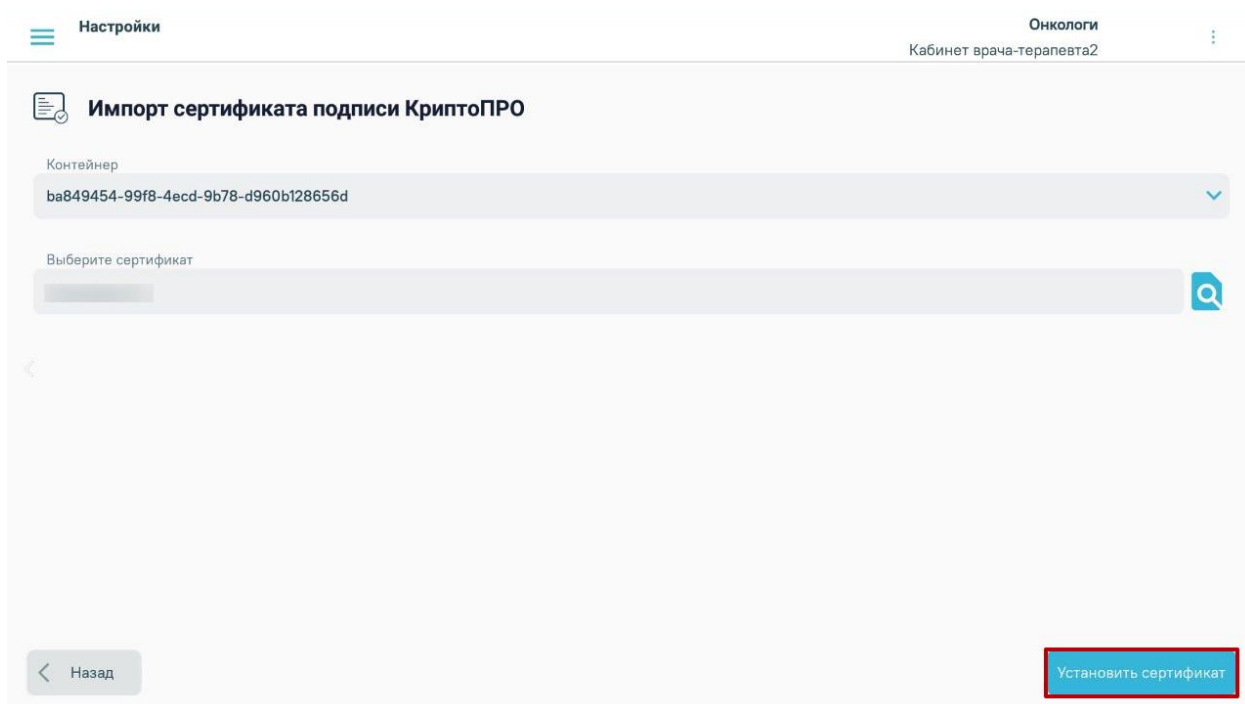 Настройки
Онкологи
Кабинет врача-терапевта2
Импорт сертификата подписи КриптоПРО
Контейнер
ba849454-99f8-4ecd-9b78-d960b128656d
Выберите сертификат
Назад
Установить сертификат